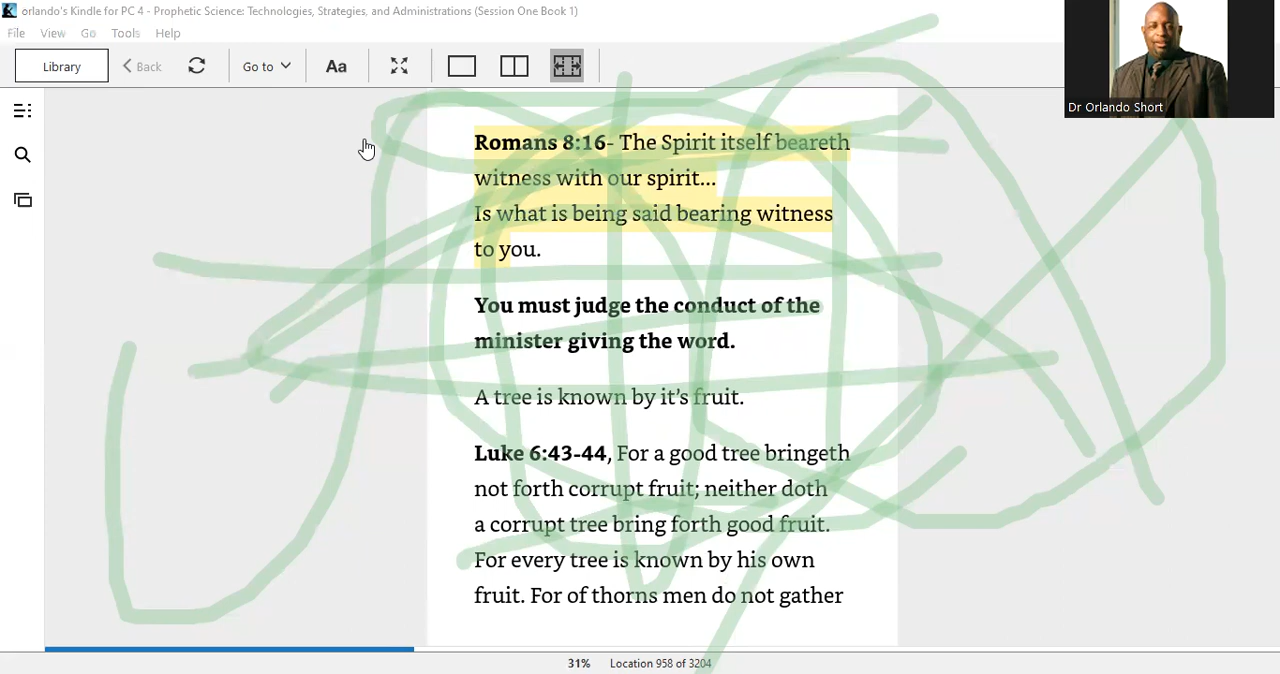 orlando's Kindle for PC 4 - Prophetic Science: Technologies, Strategies, and Administrations (Session One Book 1)
File View Go Tools Help
Library Back Go to Aa
Dr Orlando Short
Romans 8:16- The Spirit itself beareth
witness with our spirit...
Is what is being said bearing witness
to you.
You must judge the conduct of the
minister giving the word.
A tree is known by it’s fruit.
Luke 6:43-44, For a good tree bringeth
not forth corrupt fruit; neither doth
a corrupt tree bring forth good fruit.
For every tree is known by his own
fruit. For of thorns men do not gather
31% Location 958 of 3204